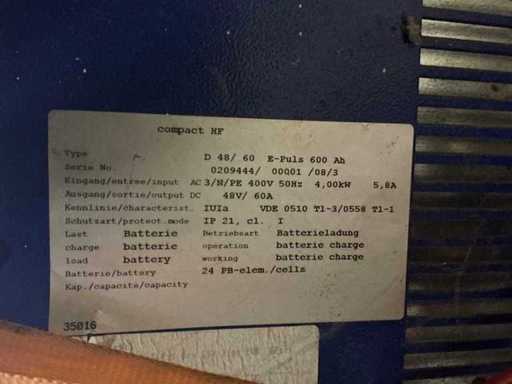 compact HF
Type D 48/ 60 E-Puls 600 Ah
Serie No. 0209444/ 00001 /08/3
Eingang/entree/input AC 3/N/PE 400V 50Hz 4,00kW 5,8A
Ausgang/sortie/output DC 48V/ 60A
Kennlinie/characterist. IUIa VDE 0510 T1-3/0558 T1-1
Schutzart/protect.mode IP 21, cl. I
Last Batterie Betriebsart Batterieladung
charge batterie operation batterie charge
load battery working batterie charge
Batterie/battery 24 PB-elem./cells
Kap./capacite/capacity
35016